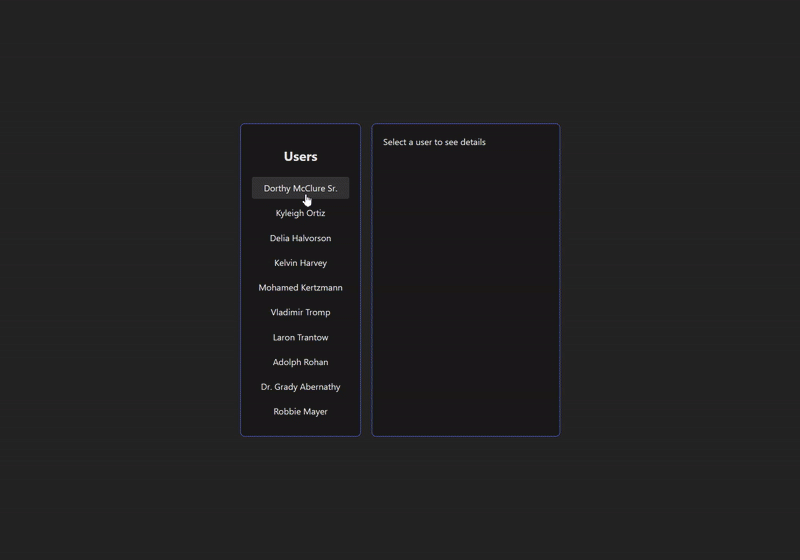 Users
Dorthy McClure Sr.
Kyleigh Ortiz
Delia Halvorson
Kelvin Harvey
Mohamed Kertzmann
Vladimir Tromp
Laron Trantow
Adolph Rohan
Dr. Grady Abernathy
Robbie Mayer
Select a user to see details